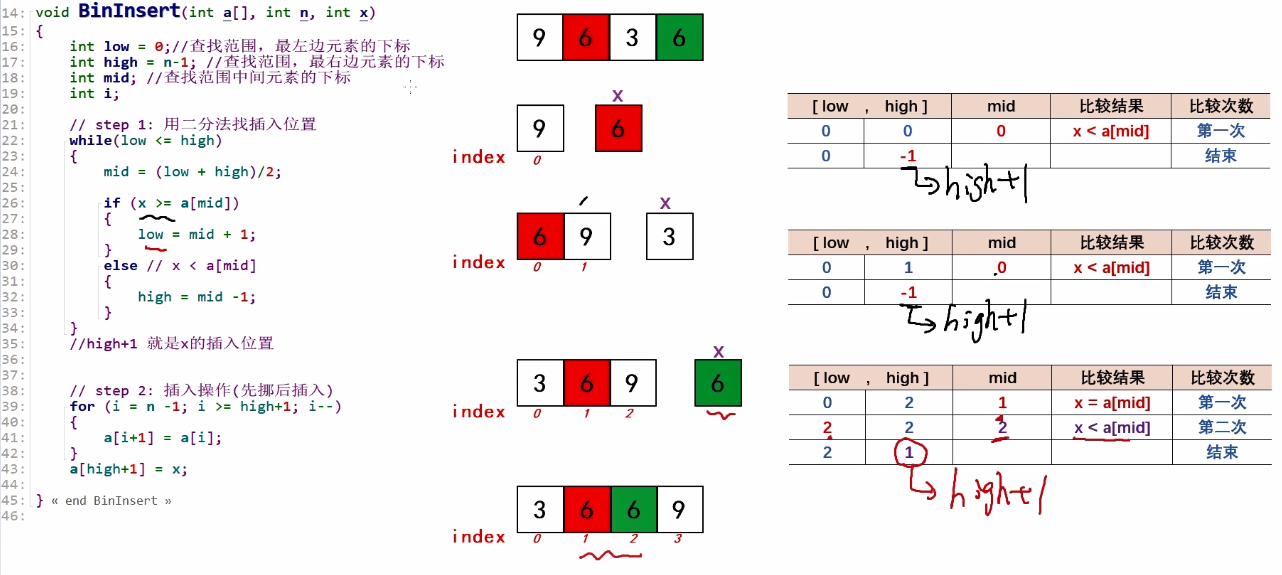 14: void BinInsert(int a[], int n, int x)
15: {
16: int low = 0;//查找范围，最左边元素的下标
17: int high = n-1; //查找范围，最右边元素的下标
18: int mid; //查找范围中间元素的下标
19: int i;
20:
21: // step 1: 用二分法找插入位置
22: while(low <= high)
23: {
24: mid = (low + high)/2;
25:
26: if (x >= a[mid])
27: {
28: low = mid + 1;
29: }
30: else // x < a[mid]
31: {
32: high = mid -1;
33: }
34: }
35: //high+1 就是x的插入位置
36:
37:
38: // step 2: 插入操作(先挪后插入)
39: for (i = n -1; i >= high+1; i--)
40: {
41: a[i+1] = a[i];
42: }
43: a[high+1] = x;
44:
45: } « end BinInsert »
46:
9 6 3 6
X
9 6
index 0
X
6 9 3
index 0 1
X
3 6 9 6
index 0 1 2
3 6 6 9
index 0 1 2 3
[ low , high ] mid 比较结果 比较次数
0 0 0 x < a[mid] 第一次
0 -1 结束
high+1
[ low , high ] mid 比较结果 比较次数
0 1 0 x < a[mid] 第一次
0 -1 结束
high+1
[ low , high ] mid 比较结果 比较次数
0 2 1 x = a[mid] 第一次
2 2 2 x < a[mid] 第二次
2 1 结束
high+1